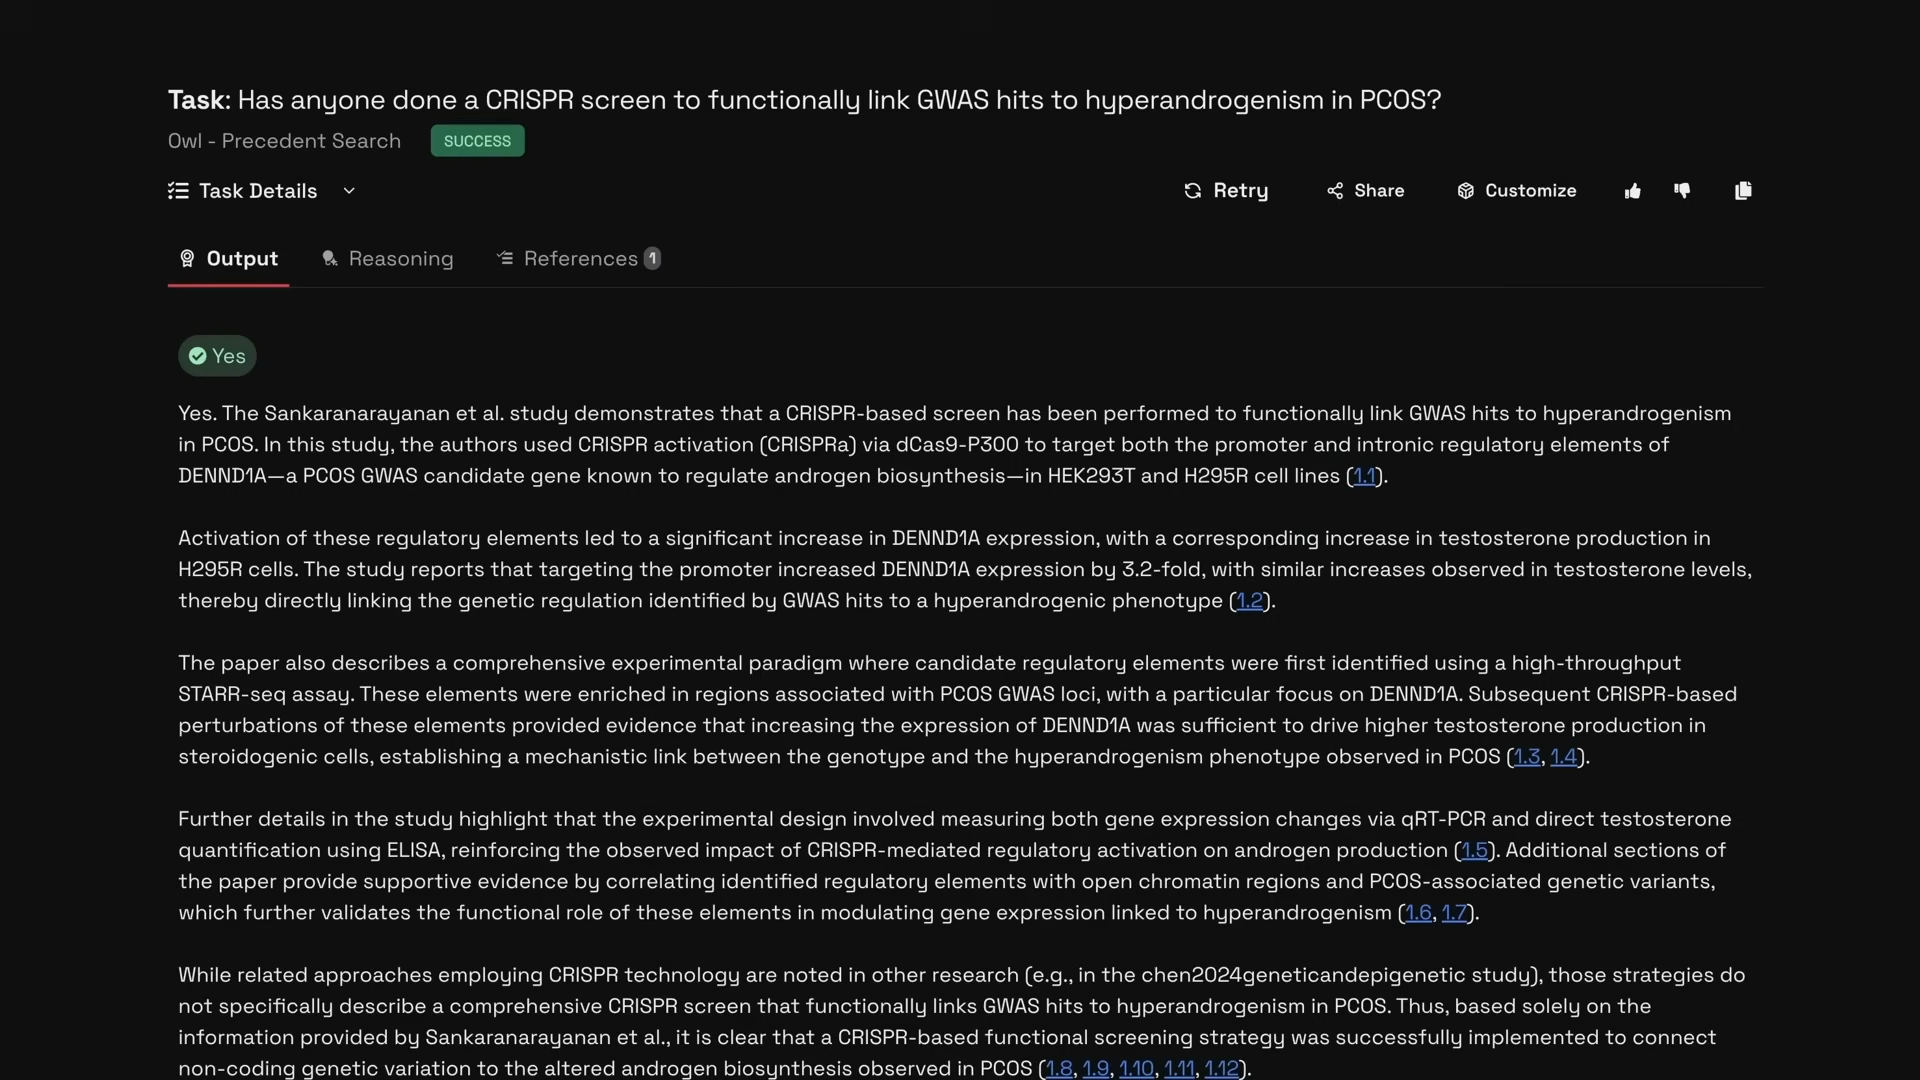 Task: Has anyone done a CRISPR screen to functionally link GWAS hits to hyperandrogenism in PCOS?
Owl - Precedent Search SUCCESS
Task Details Retry Share Customize
Output Reasoning References 1
Yes
Yes. The Sankaranarayanan et al. study demonstrates that a CRISPR-based screen has been performed to functionally link GWAS hits to hyperandrogenism
in PCOS. In this study, the authors used CRISPR activation (CRISPRa) via dCas9-P300 to target both the promoter and intronic regulatory elements of
DENND1A—a PCOS GWAS candidate gene known to regulate androgen biosynthesis—in HEK293T and H295R cell lines (1.1).
Activation of these regulatory elements led to a significant increase in DENND1A expression, with a corresponding increase in testosterone production in
H295R cells. The study reports that targeting the promoter increased DENND1A expression by 3.2-fold, with similar increases observed in testosterone levels,
thereby directly linking the genetic regulation identified by GWAS hits to a hyperandrogenic phenotype (1.2).
The paper also describes a comprehensive experimental paradigm where candidate regulatory elements were first identified using a high-throughput
STARR-seq assay. These elements were enriched in regions associated with PCOS GWAS loci, with a particular focus on DENND1A. Subsequent CRISPR-based
perturbations of these elements provided evidence that increasing the expression of DENND1A was sufficient to drive higher testosterone production in
steroidogenic cells, establishing a mechanistic link between the genotype and the hyperandrogenism phenotype observed in PCOS (1.3, 1.4).
Further details in the study highlight that the experimental design involved measuring both gene expression changes via qRT-PCR and direct testosterone
quantification using ELISA, reinforcing the observed impact of CRISPR-mediated regulatory activation on androgen production (1.5). Additional sections of
the paper provide supportive evidence by correlating identified regulatory elements with open chromatin regions and PCOS-associated genetic variants,
which further validates the functional role of these elements in modulating gene expression linked to hyperandrogenism (1.6, 1.7).
While related approaches employing CRISPR technology are noted in other research (e.g., in the chen2024geneticandepigenetic study), those strategies do
not specifically describe a comprehensive CRISPR screen that functionally links GWAS hits to hyperandrogenism in PCOS. Thus, based solely on the
information provided by Sankaranarayanan et al., it is clear that a CRISPR-based functional screening strategy was successfully implemented to connect
non-coding genetic variation to the altered androgen biosynthesis observed in PCOS (1.8, 1.9, 1.10, 1.11, 1.12).